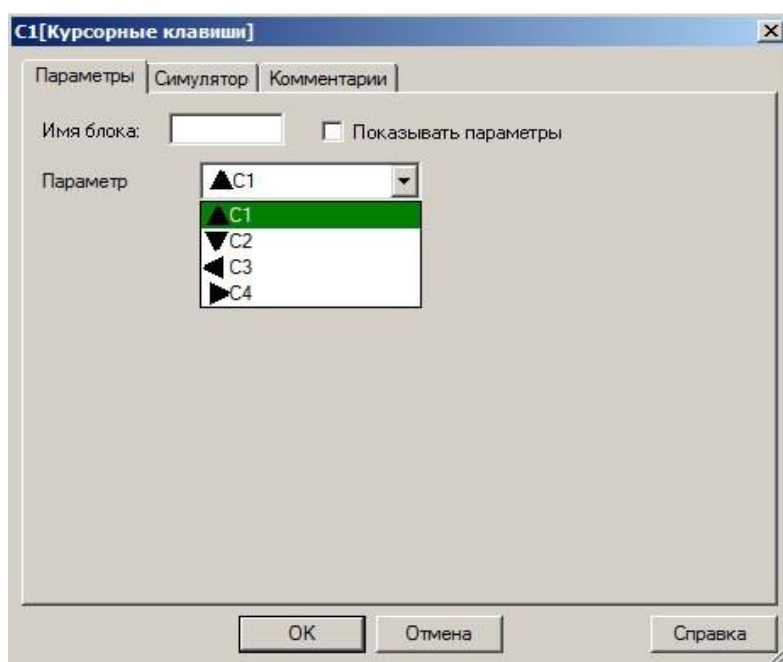 C1[Курсорные клавиши]
Параметры Симулятор Комментарии
Имя блока: Показывать параметры
Параметр ▲C1
▲C1
▼C2
◀C3
▶C4
OK Отмена Справка